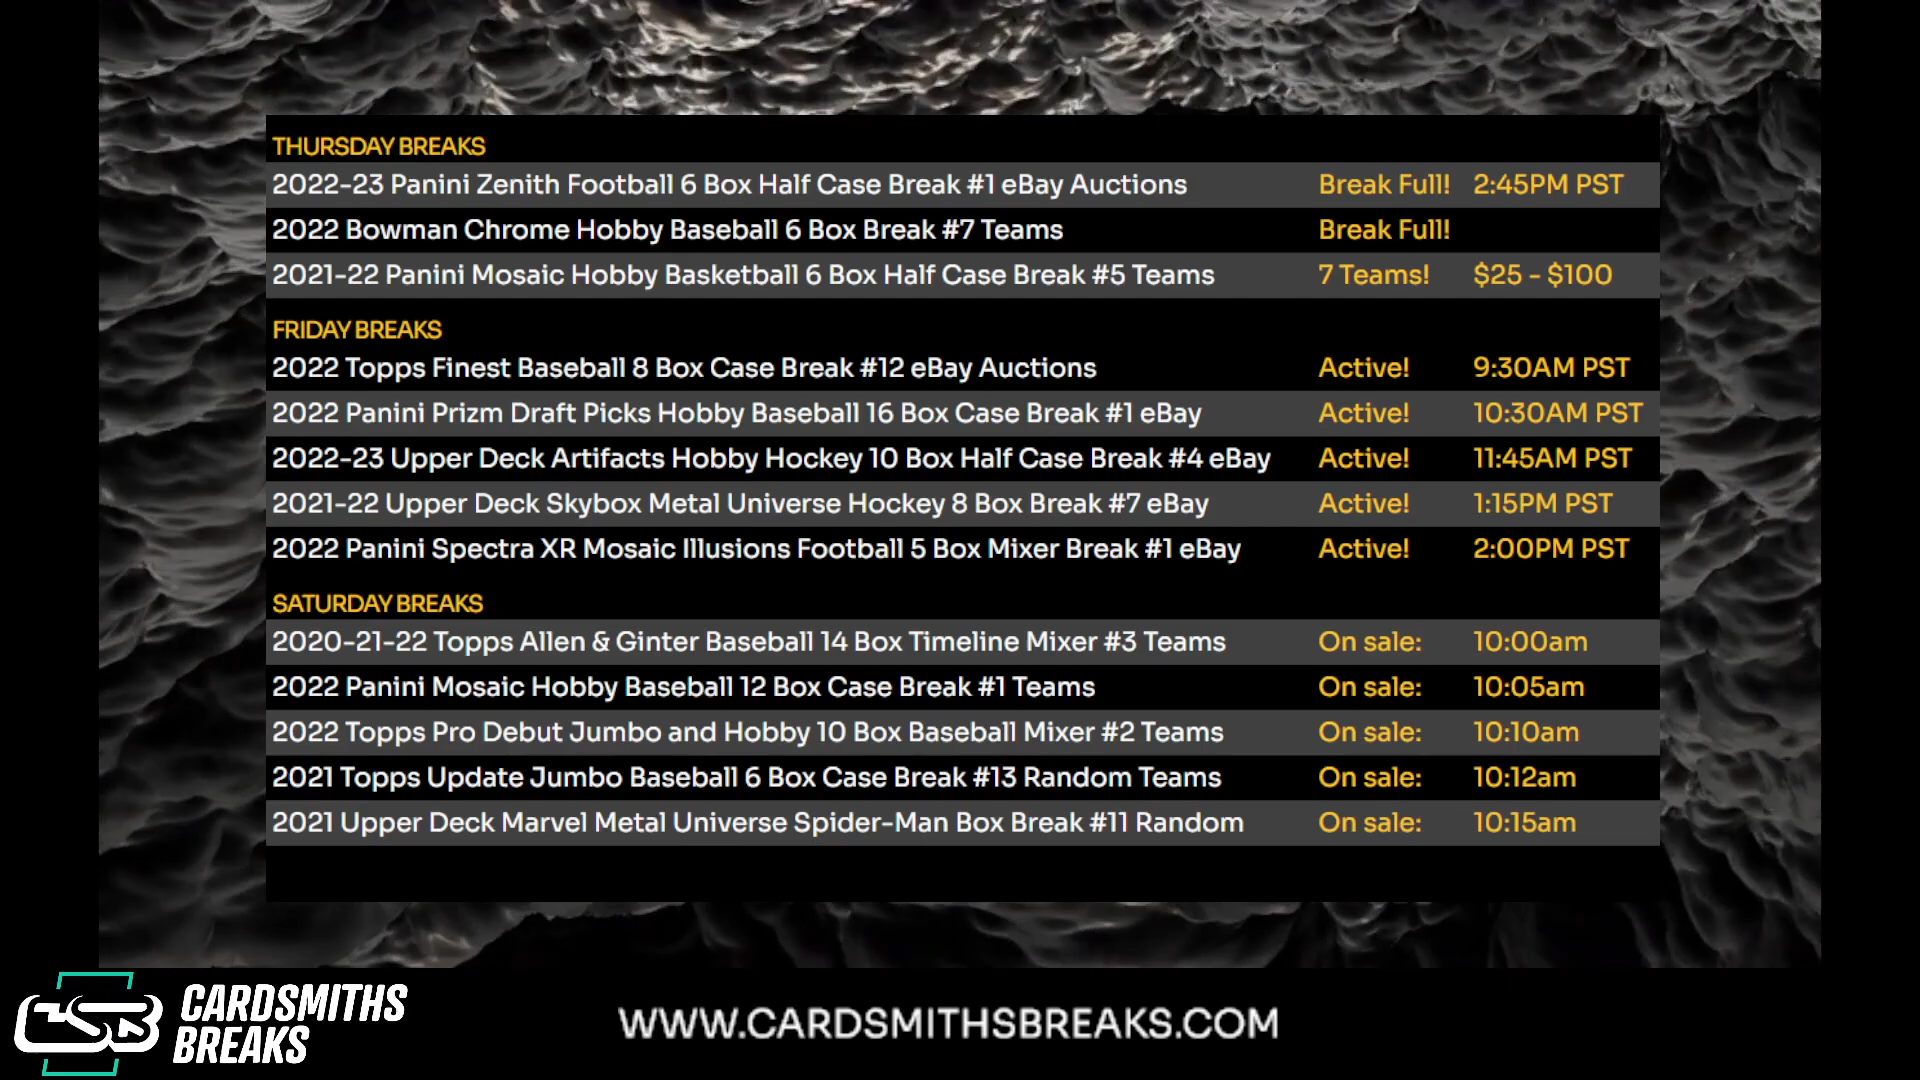 THURSDAY BREAKS
2022-23 Panini Zenith Football 6 Box Half Case Break #1 eBay Auctions Break Full! 2:45PM PST
2022 Bowman Chrome Hobby Baseball 6 Box Break #7 Teams Break Full!
2021-22 Panini Mosaic Hobby Basketball 6 Box Half Case Break #5 Teams 7 Teams! $25 - $100
FRIDAY BREAKS
2022 Topps Finest Baseball 8 Box Case Break #12 eBay Auctions Active! 9:30AM PST
2022 Panini Prizm Draft Picks Hobby Baseball 16 Box Case Break #1 eBay Active! 10:30AM PST
2022-23 Upper Deck Artifacts Hobby Hockey 10 Box Half Case Break #4 eBay Active! 11:45AM PST
2021-22 Upper Deck Skybox Metal Universe Hockey 8 Box Break #7 eBay Active! 1:15PM PST
2022 Panini Spectra XR Mosaic Illusions Football 5 Box Mixer Break #1 eBay Active! 2:00PM PST
SATURDAY BREAKS
2020-21-22 Topps Allen & Ginter Baseball 14 Box Timeline Mixer #3 Teams On sale: 10:00am
2022 Panini Mosaic Hobby Baseball 12 Box Case Break #1 Teams On sale: 10:05am
2022 Topps Pro Debut Jumbo and Hobby 10 Box Baseball Mixer #2 Teams On sale: 10:10am
2021 Topps Update Jumbo Baseball 6 Box Case Break #13 Random Teams On sale: 10:12am
2021 Upper Deck Marvel Metal Universe Spider-Man Box Break #11 Random On sale: 10:15am
CSB CARDSMITHS
BREAKS
WWW.CARDSMITHSBREAKS.COM